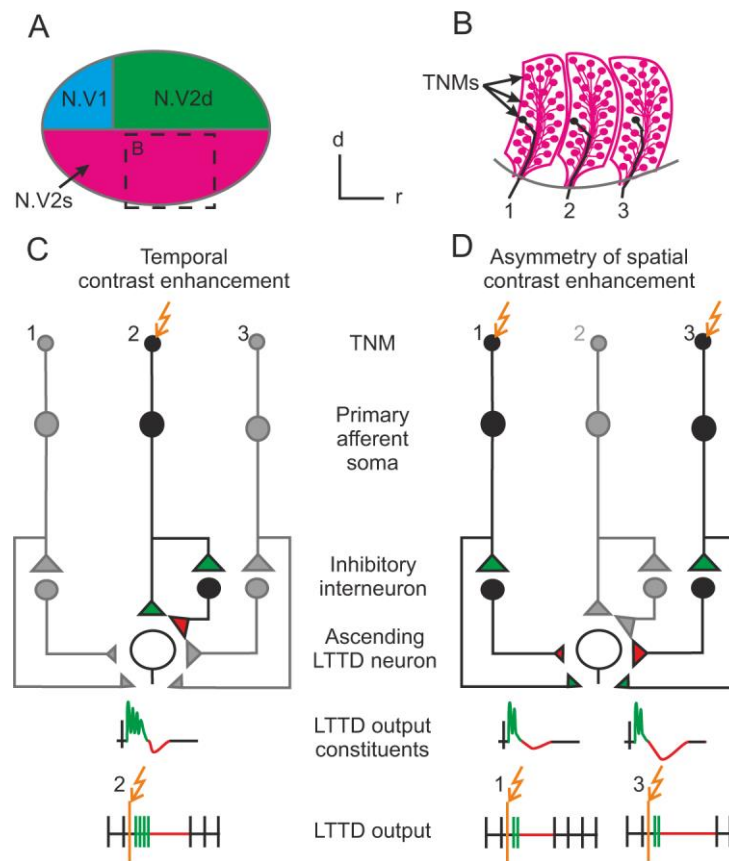 A
N.V1
N.V2d
B
N.V2s
d
r
B
TNMs
1
2
3
C
Temporal
contrast enhancement
D
Asymmetry of spatial
contrast enhancement
1
2
3
TNM
1
2
3
Primary
afferent
soma
Inhibitory
interneuron
Ascending
LTTD neuron
LTTD output
constituents
2
LTTD output
1
3